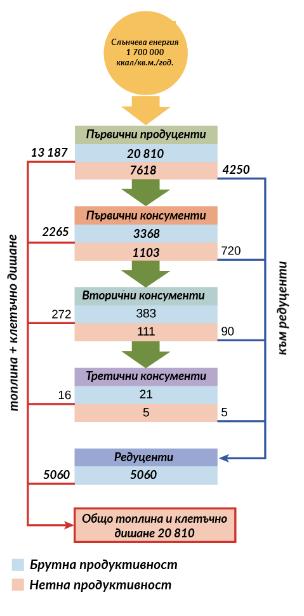 Слънчева енергия
1 700 000
ккал/кв.м./год.
Първични продуценти
13 187
20 810
7618
4250
Първични консументи
2265
3368
1103
720
Вторични консументи
272
383
111
90
Третични консументи
16
21
5
5
Редуценти
5060
5060
топлина + клетъчно дишане
към редуценти
Общо топлина и клетъчно
дишане 20 810
Брутна продуктивност
Нетна продуктивност